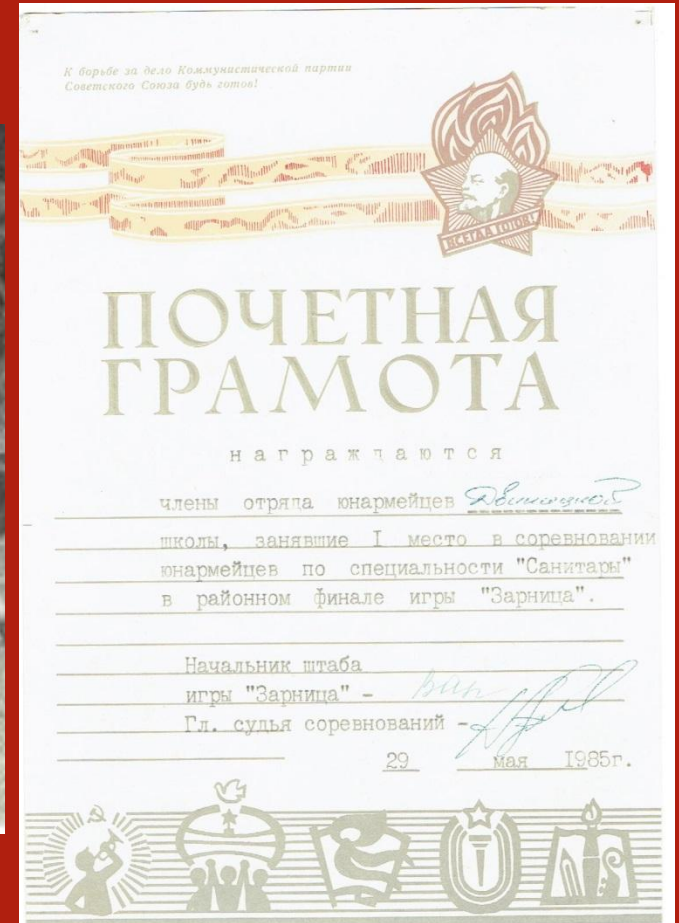 К борьбе за дело Коммунистической партии
Советского Союза будь готов!
ВСЕГДА ГОТОВ!
ПОЧЕТНАЯ
ГРАМОТА
награждаются
члены отряда юнармейцев
школы, занявшие I место в соревновании
юнармейцев по специальности "Санитары"
в районном финале игры "Зарница".
Начальник штаба
игры "Зарница" -
Гл. судья соревнований -
29 мая 1985г.